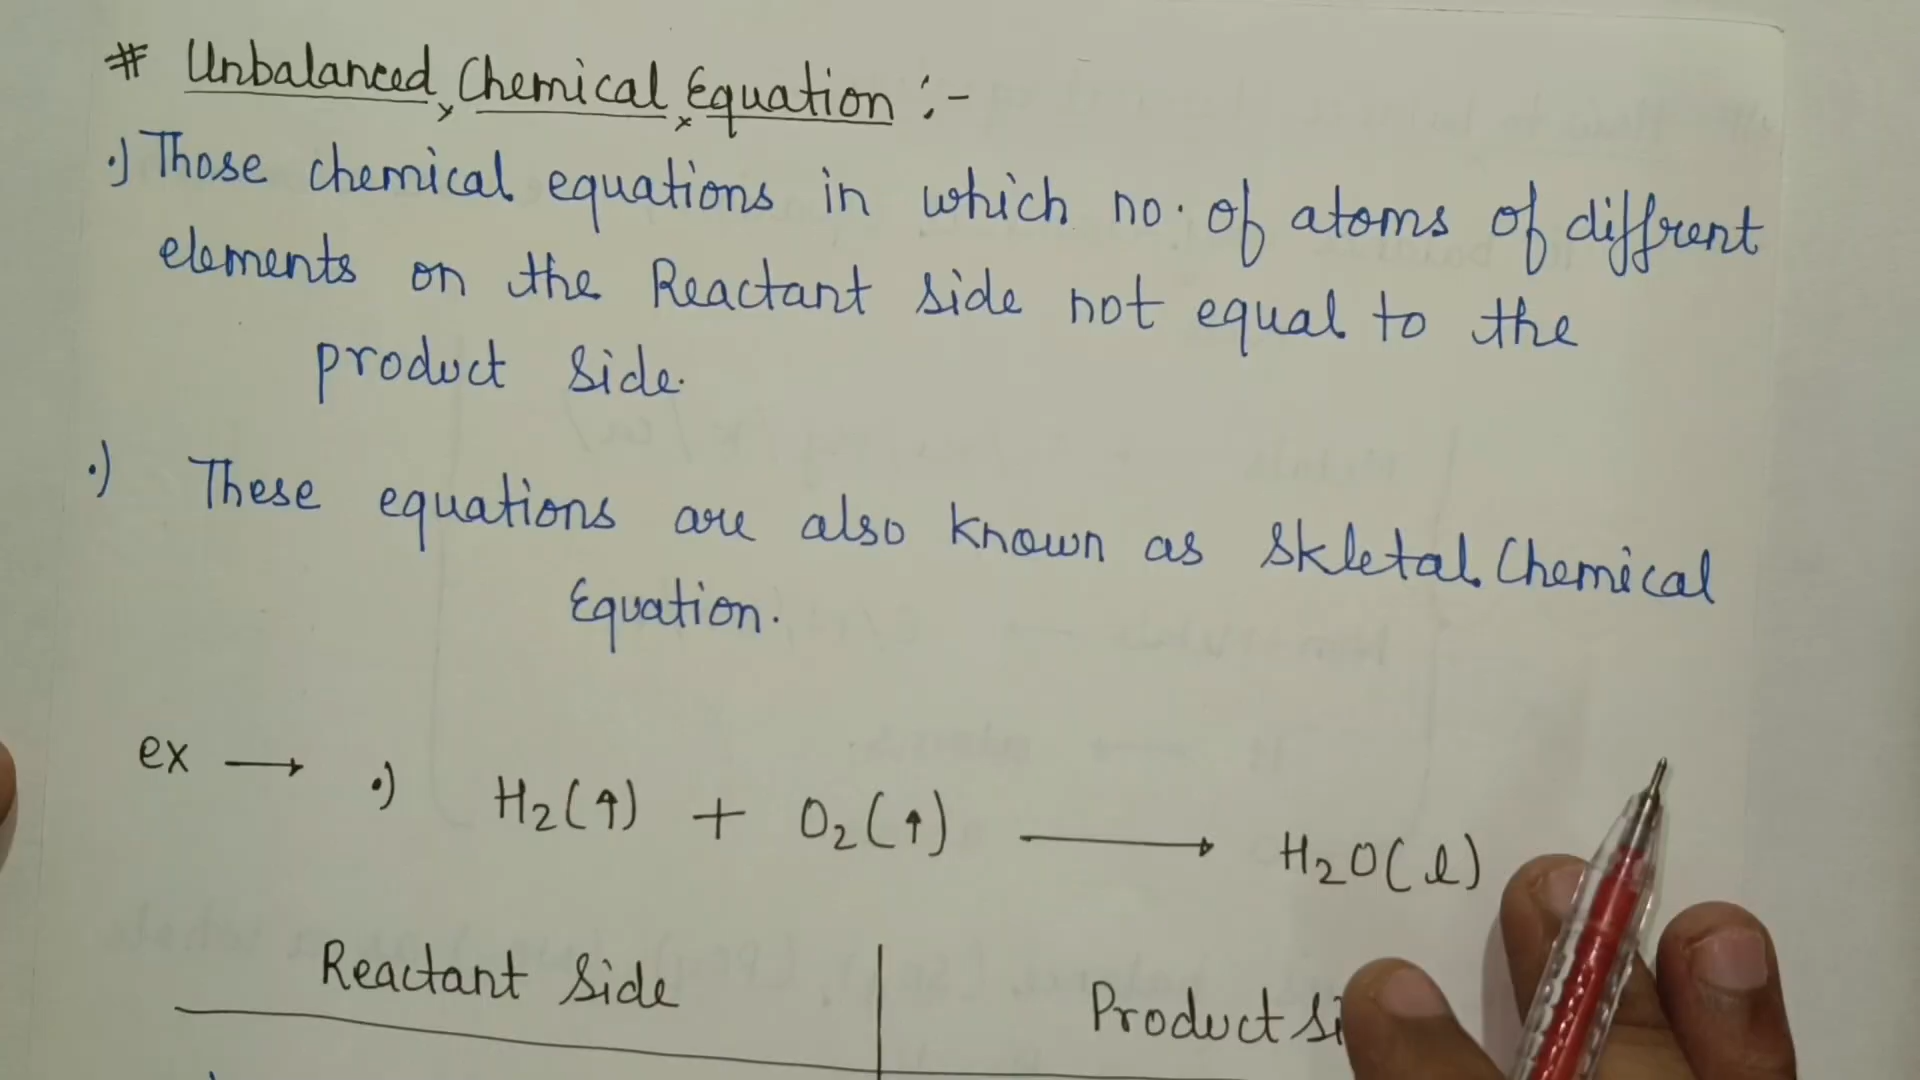 # Unbalanced Chemical Equation :-
•) Those chemical equations in which no. of atoms of diffrent
elements on the Reactant side not equal to the
product side.
•) These equations are also known as Skletal Chemical
Equation.
ex → •) H₂(↑) + O₂(↑) → H₂O(l)
Reactant Side
Product Si